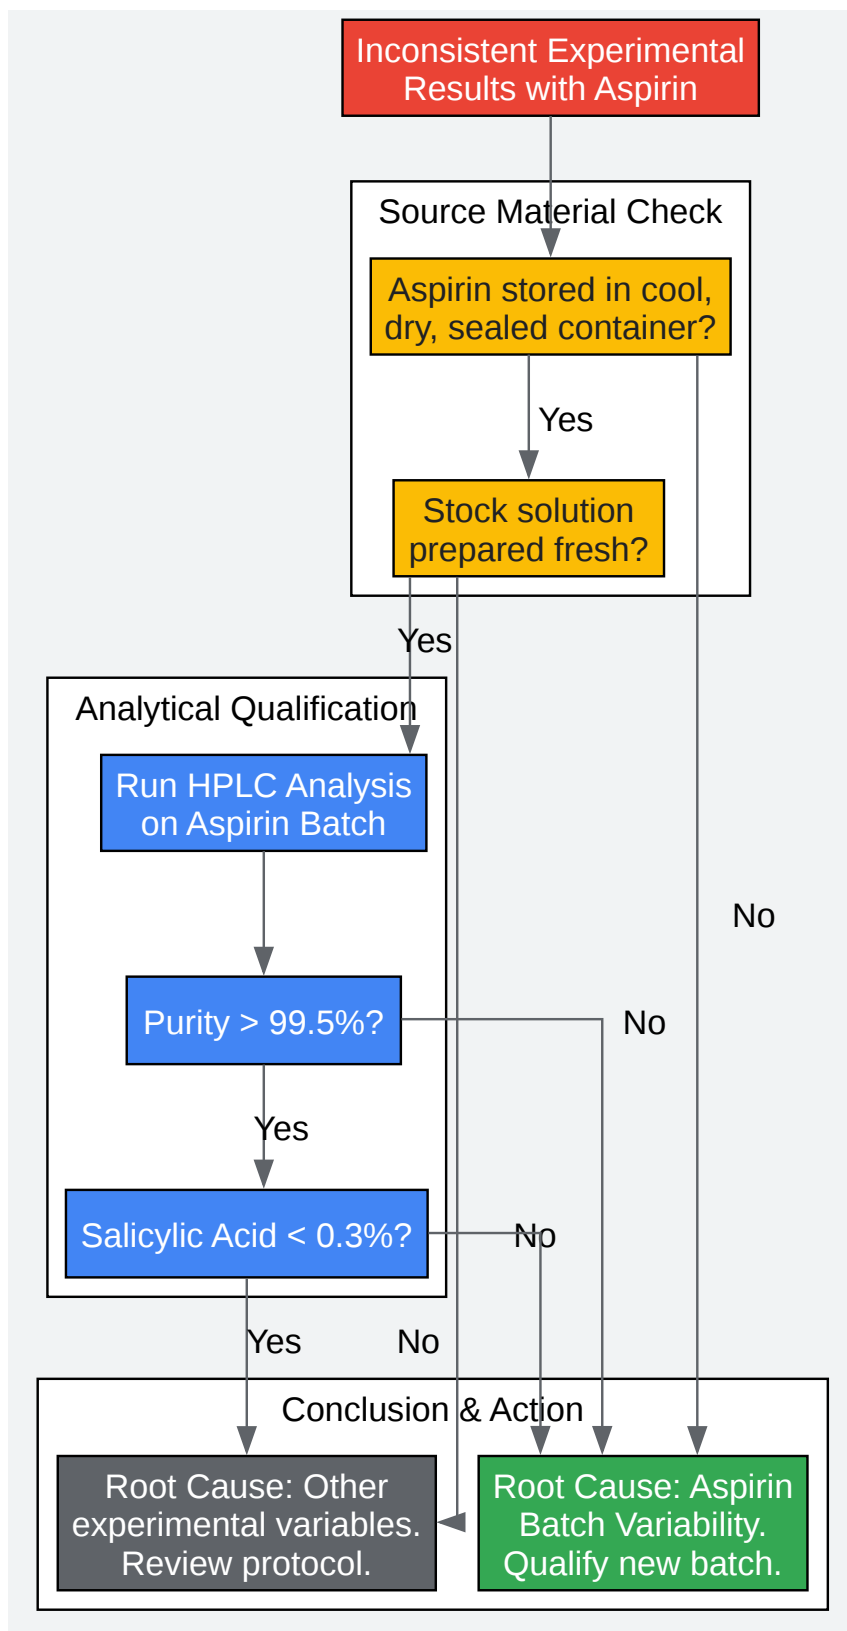 Inconsistent Experimental
Results with Aspirin
Source Material Check
Aspirin stored in cool,
dry, sealed container?
Yes
Stock solution
prepared fresh?
Yes
Analytical Qualification
Run HPLC Analysis
on Aspirin Batch
No
Purity > 99.5%?
No
Yes
Salicylic Acid < 0.3%?
No
Yes
No
Conclusion & Action
Root Cause: Other
experimental variables.
Review protocol.
Root Cause: Aspirin
Batch Variability.
Qualify new batch.